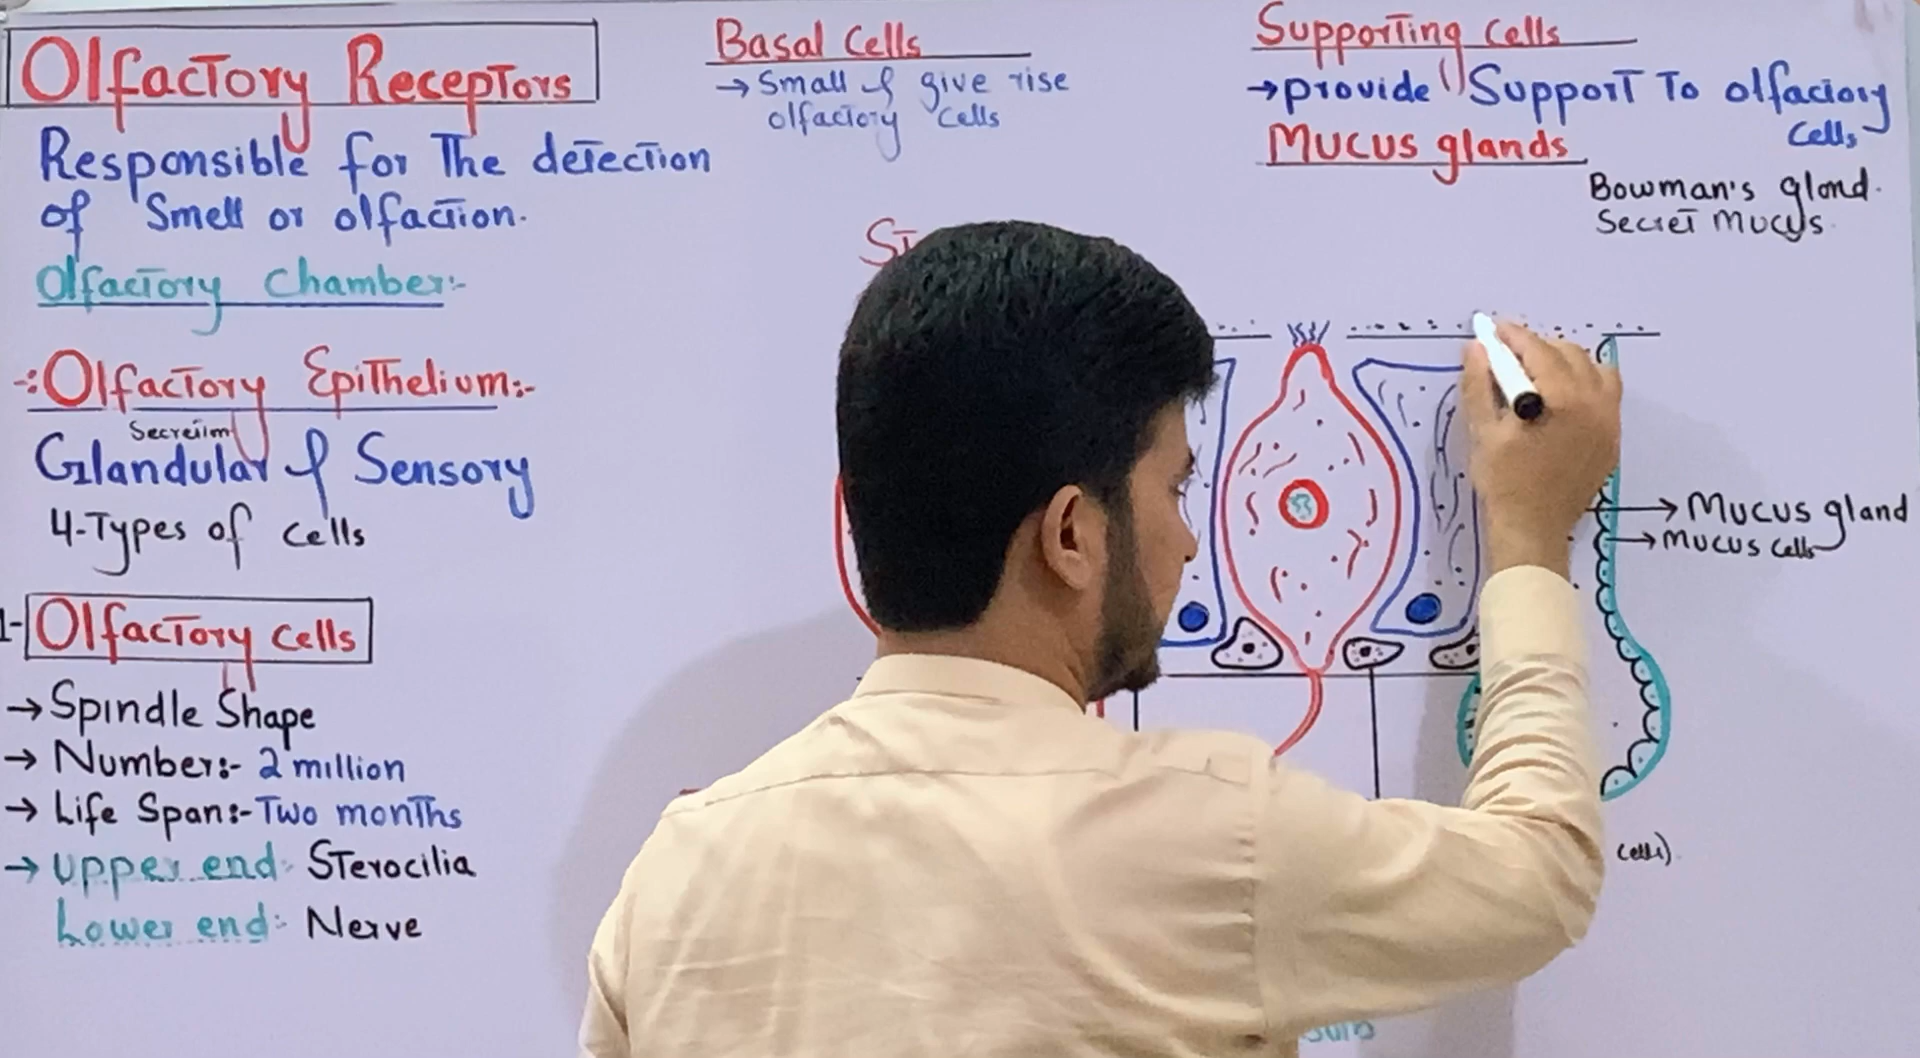 Olfactory Receptors
Responsible for The detection
of Smell or olfaction.
Olfactory Chamber:-
-:Olfactory Epithelium:-
Secretion
Glandular & Sensory
4-Types of cells
1- Olfactory cells
→ Spindle Shape
→ Number:- 2 million
→ Life Span:- Two months
→ Upper end:- Sterocilia
Lower end:- Nerve
Basal Cells
→ Small & give rise
olfactory cells
Supporting cells
→ provide Support To olfactory
cells
Mucus glands
Bowman's gland.
Secret Mucus.
St
→ Mucus gland
→ Mucus cells
cells).